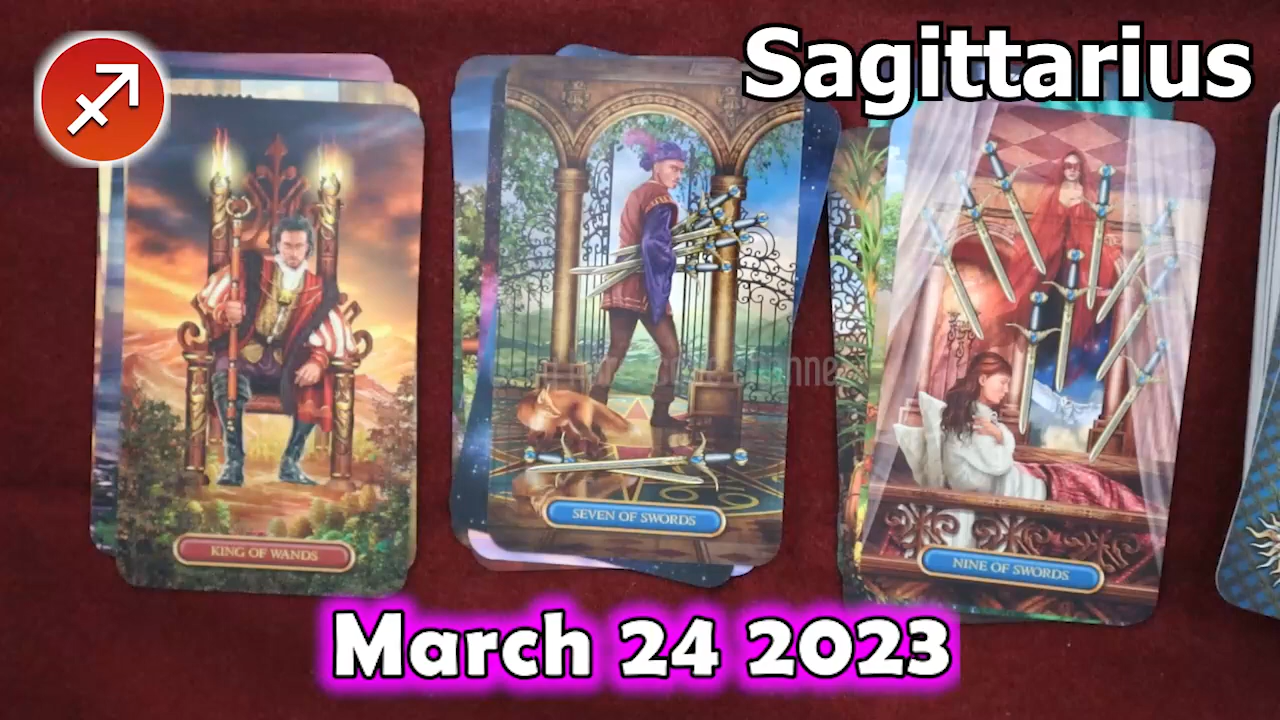 Sagittarius
KING OF WANDS
SEVEN OF SWORDS
NINE OF SWORDS
March 24 2023